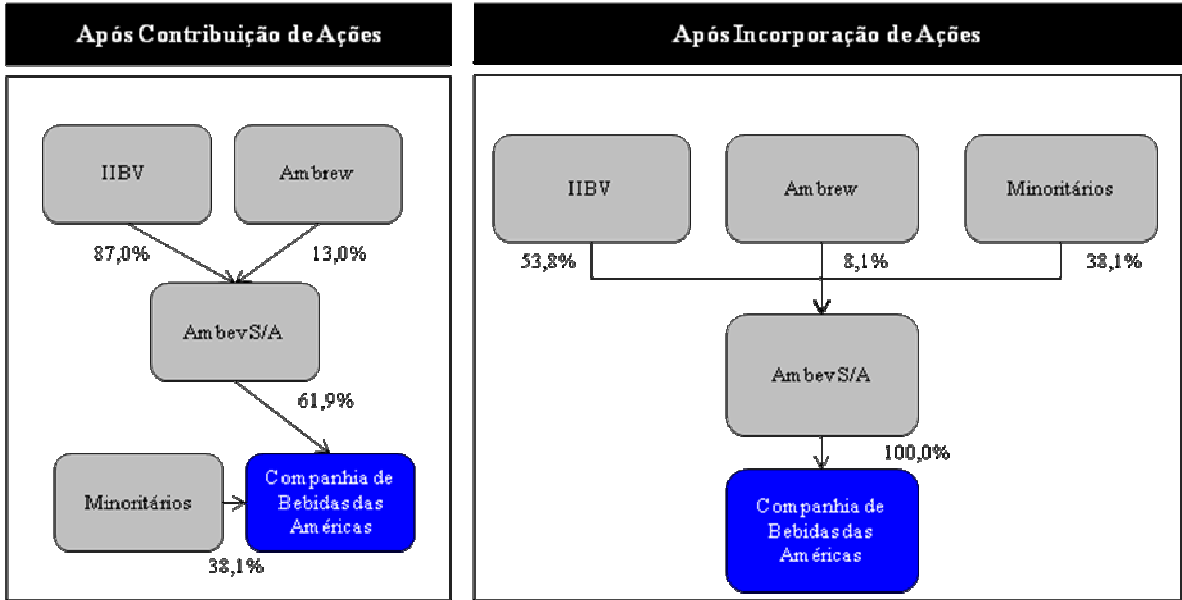 Após Contribuição de Ações
IIBV
Ambrew
87,0%
13,0%
Ambev S/A
61,9%
Minoritários
Companhia de
Bebidas das
Américas
38,1%
Após Incorporação de Ações
IIBV
Ambrew
Minoritários
53,8%
8,1%
38,1%
Ambev S/A
100,0%
Companhia de
Bebidas das
Américas